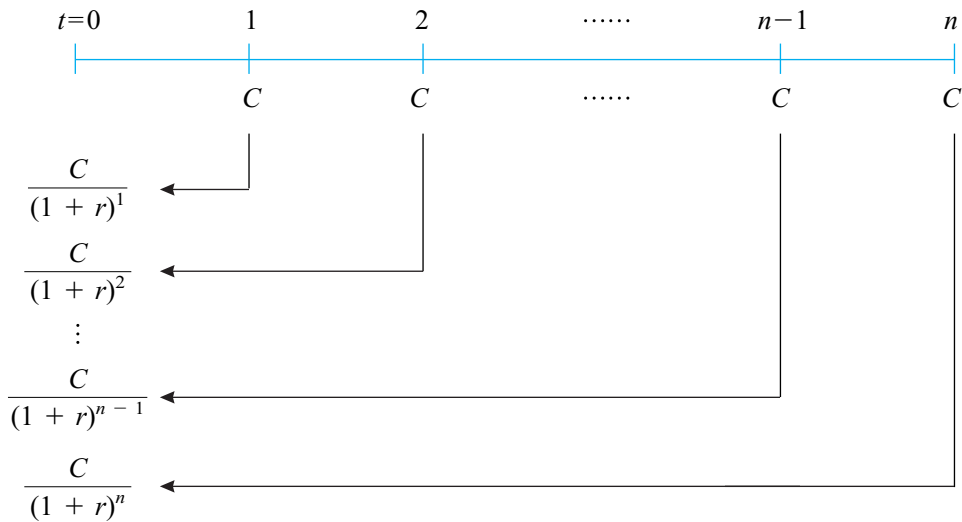 t=0 1 2 ...... n−1 n
C C ...... C C
C
(1 + r)^1
C
(1 + r)^2
⋮
C
(1 + r)^{n − 1}
C
(1 + r)^n